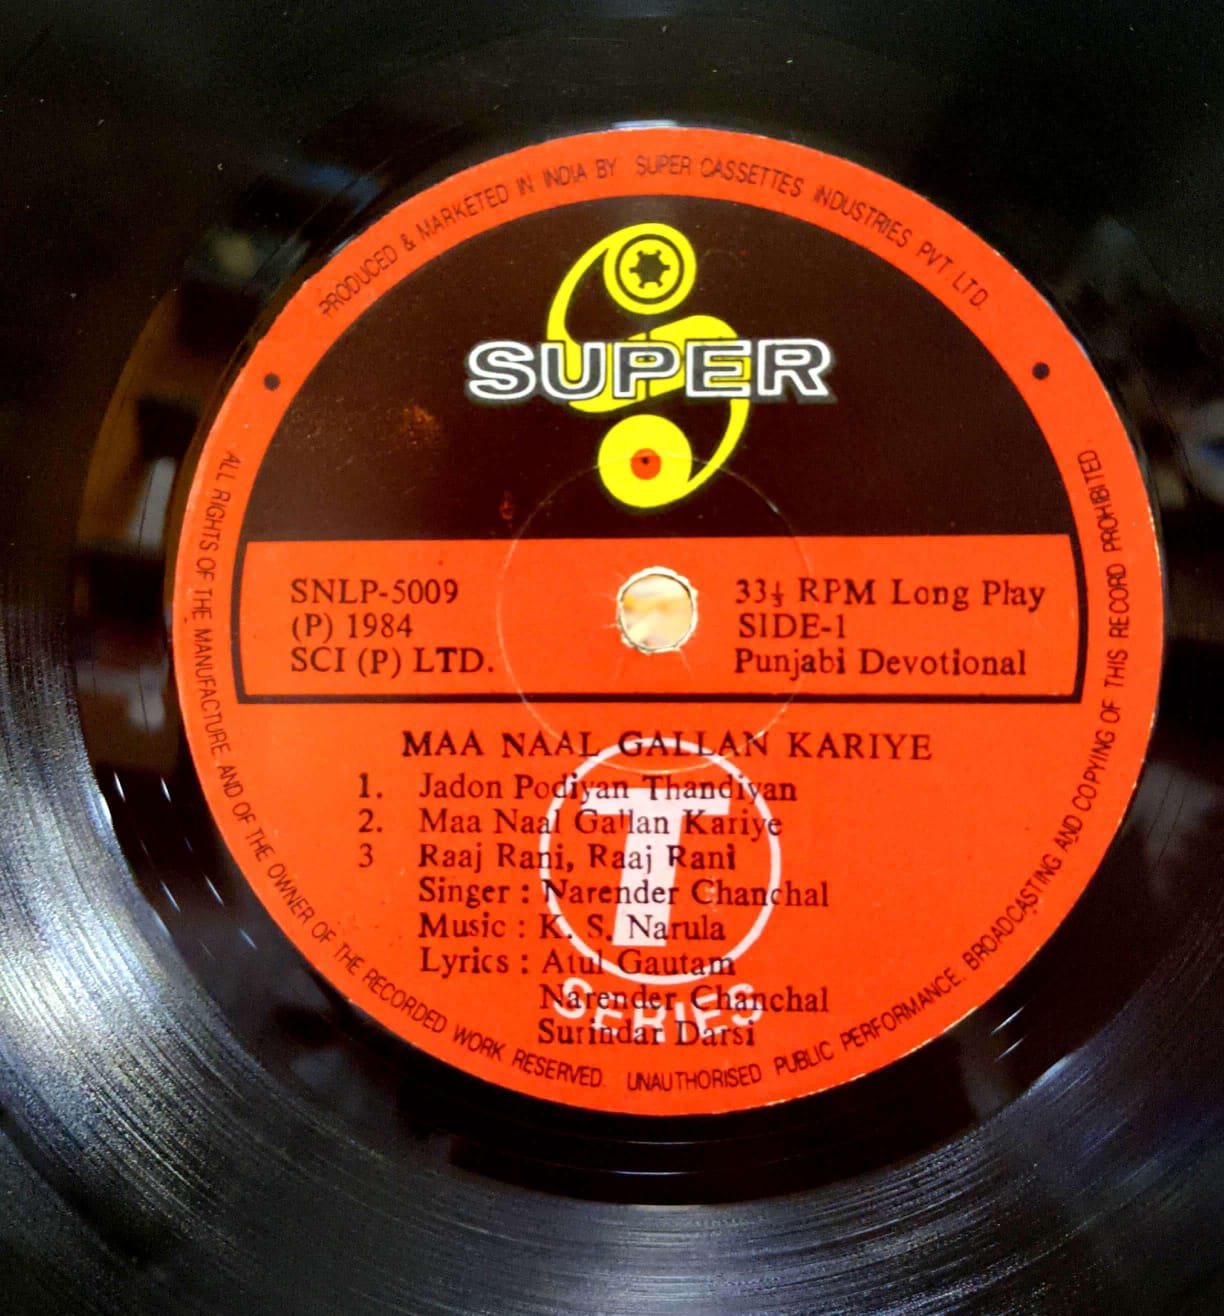 PRODUCED & MARKETED IN INDIA BY SUPER CASSETTES INDUSTRIES PVT. LTD.
SUPER
SNLP-5009
(P) 1984
SCI (P) LTD.
33⅓ RPM Long Play
SIDE-1
Punjabi Devotional
MAA NAAL GALLAN KARIYE
1. Jadon Podiyan Thandiyan
2. Maa Naal Gallan Kariye
3 Raaj Rani, Raaj Rani
Singer : Narender Chanchal
Music : K. S. Narula
Lyrics : Atul Gautam
Narender Chanchal
Surindar Darsi
T
SERIES
ALL RIGHTS OF THE MANUFACTURE AND OF THE OWNER OF THE RECORDED WORK RESERVED. UNAUTHORISED PUBLIC PERFORMANCE. BROADCASTING AND COPYING OF THIS RECORD PROHIBITED